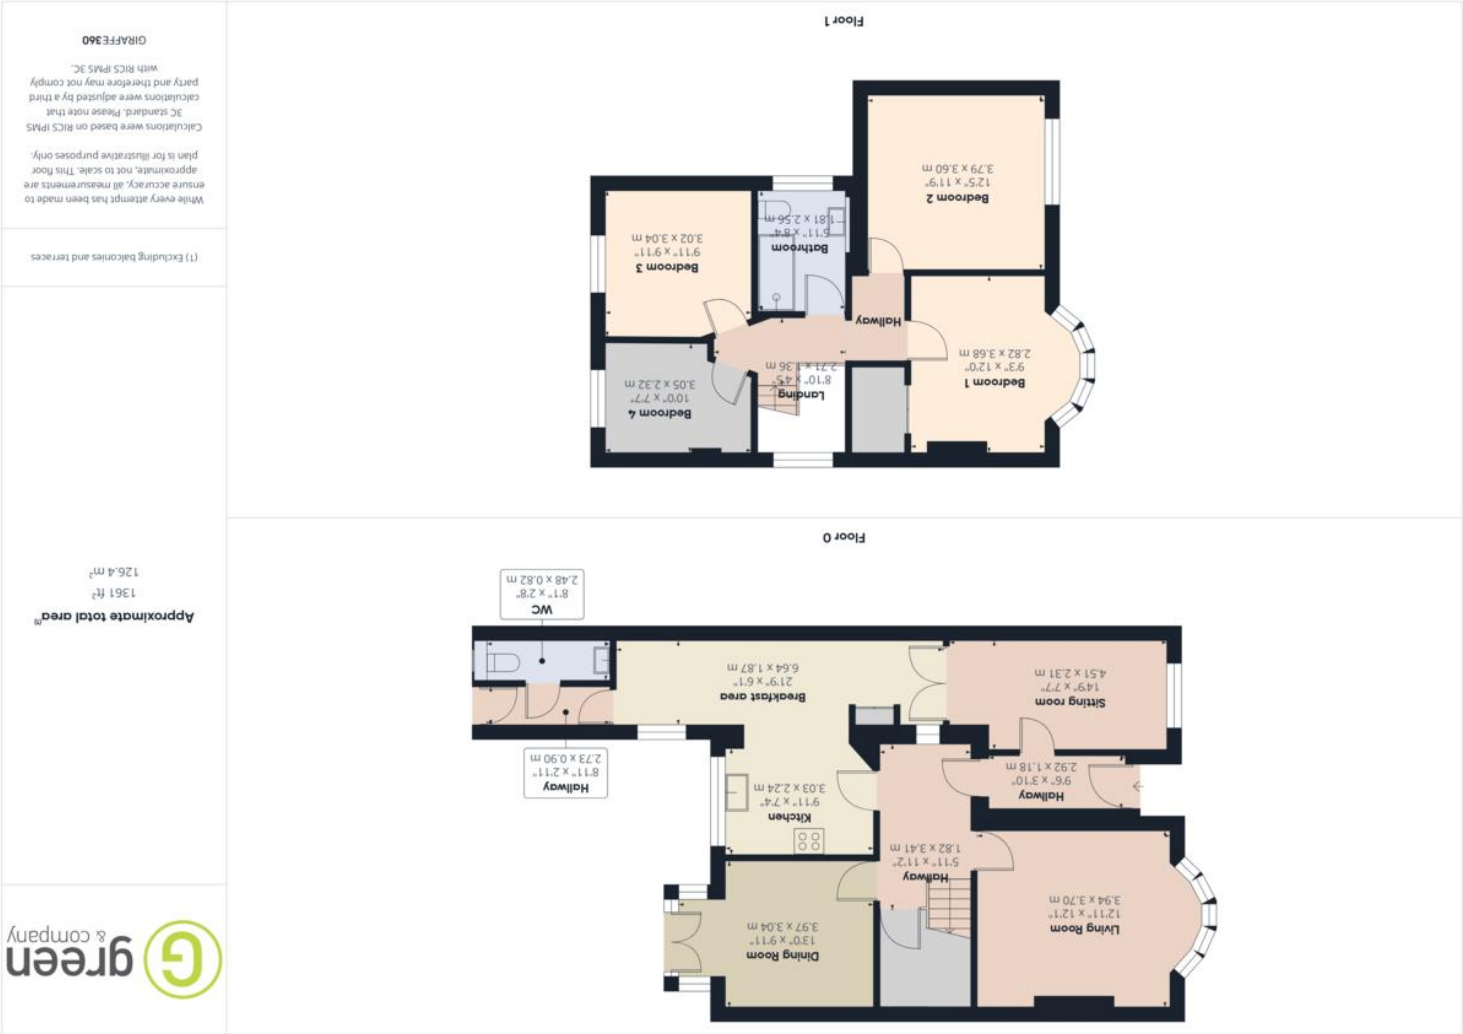 green
& company
Living Room
12'11" x 12'1"
3.94 x 3.70 m
Dining Room
13'0" x 9'11"
3.97 x 3.04 m
Hallway
5'11" x 11'2"
1.82 x 3.41 m
Kitchen
9'11" x 7'4"
3.03 x 2.24 m
Hallway
9'6" x 3'10"
2.92 x 1.18 m
Hallway
8'11" x 2'11"
2.73 x 0.90 m
Sitting room
14'9" x 7'7"
4.51 x 2.31 m
Breakfast area
21'9" x 6'1"
6.64 x 1.87 m
WC
8'1" x 2'8"
2.48 x 0.82 m
Floor 0
Approximate total area(1)
1361 ft²
126.4 m²
Bedroom 1
9'3" x 12'0"
2.82 x 3.68 m
Landing
8'10" x 4'5"
2.71 x 1.36 m
Bedroom 4
10'0" x 7'7"
3.05 x 2.32 m
Hallway
Bedroom 2
12'5" x 11'9"
3.79 x 3.60 m
Bathroom
5'11" x 8'4"
1.81 x 2.56 m
Bedroom 3
9'11" x 9'11"
3.02 x 3.04 m
Floor 1
(1) Excluding balconies and terraces
While every attempt has been made to
ensure accuracy, all measurements are
approximate, not to scale. This floor
plan is for illustrative purposes only.
Calculations were based on RICS IPMS
3C standard. Please note that
calculations were adjusted by a third
party and therefore may not comply
with RICS IPMS 3C.
GIRAFFE360